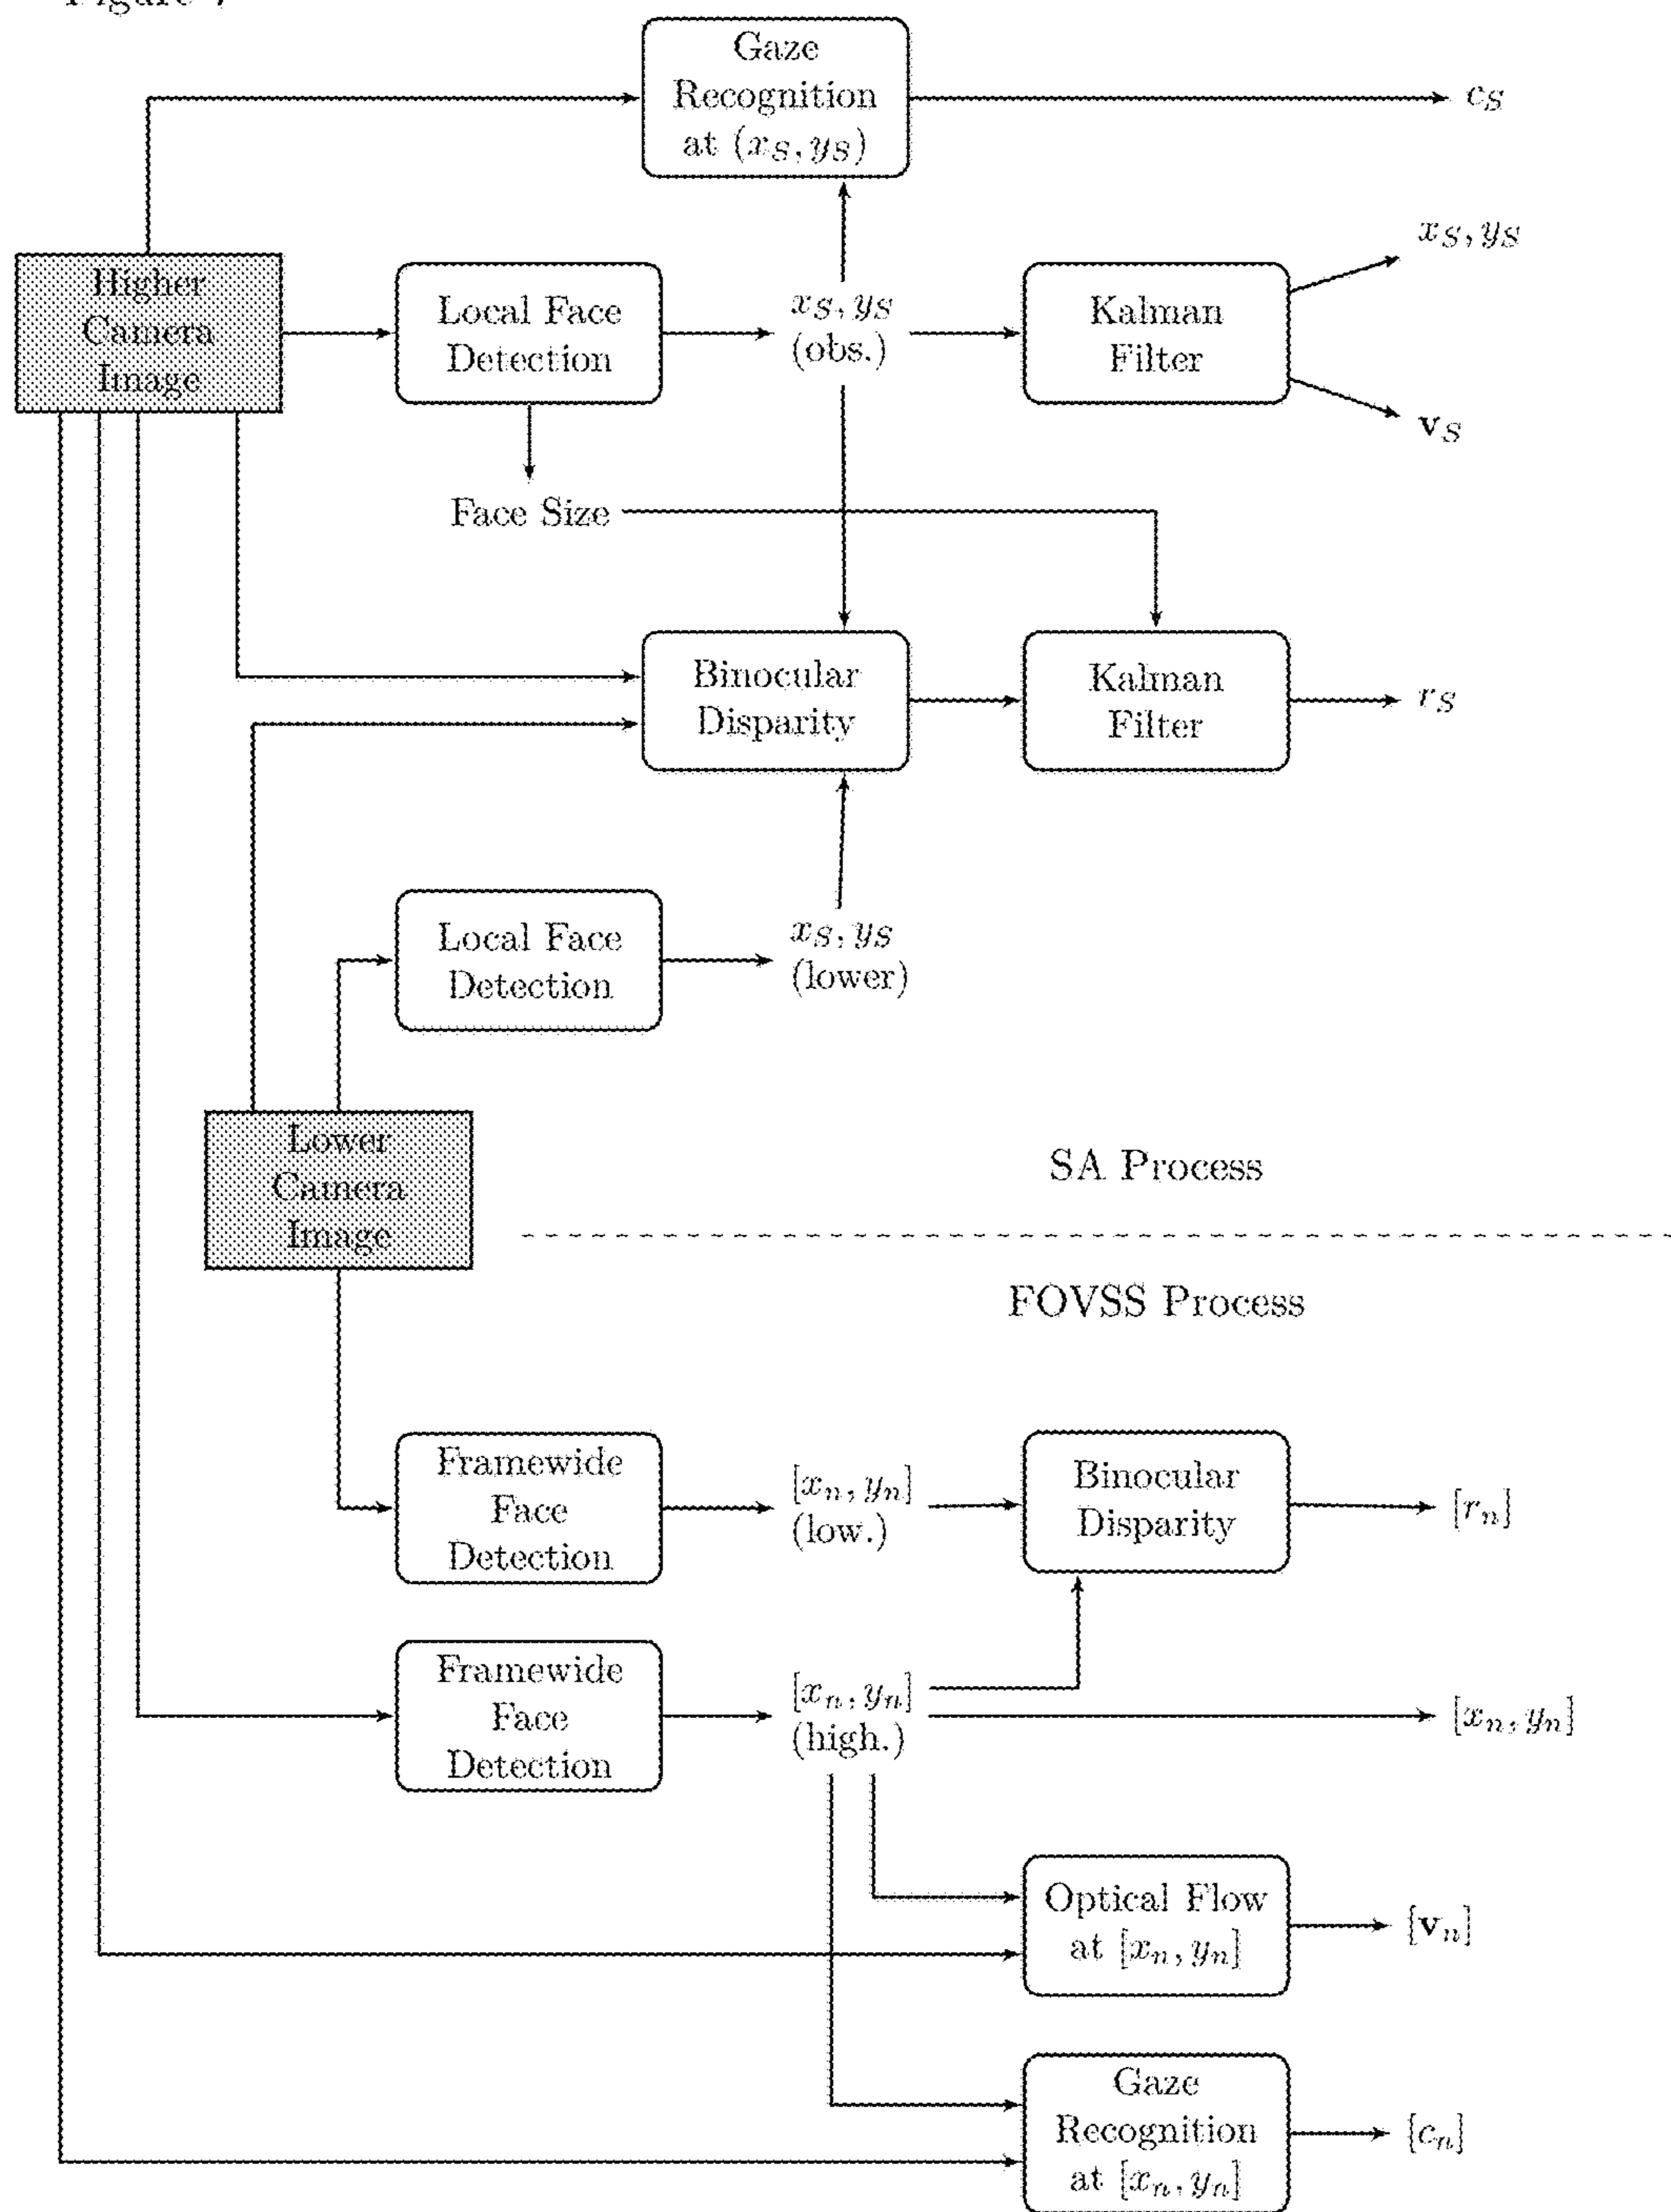 Figure 7
Gaze
Recognition
at (x_S, y_S)
c_S
Higher
Camera
Image
Local Face
Detection
x_S, y_S
(obs.)
Kalman
Filter
x_S, y_S
v_S
Face Size
Binocular
Disparity
Kalman
Filter
r_S
Local Face
Detection
x_S, y_S
(lower)
Lower
Camera
Image
SA Process
FOVSS Process
Framewide
Face
Detection
[x_n, y_n]
(low.)
Binocular
Disparity
[r_n]
Framewide
Face
Detection
[x_n, y_n]
(high.)
[x_n, y_n]
Optical Flow
at [x_n, y_n]
[v_n]
Gaze
Recognition
at [x_n, y_n]
[c_n]